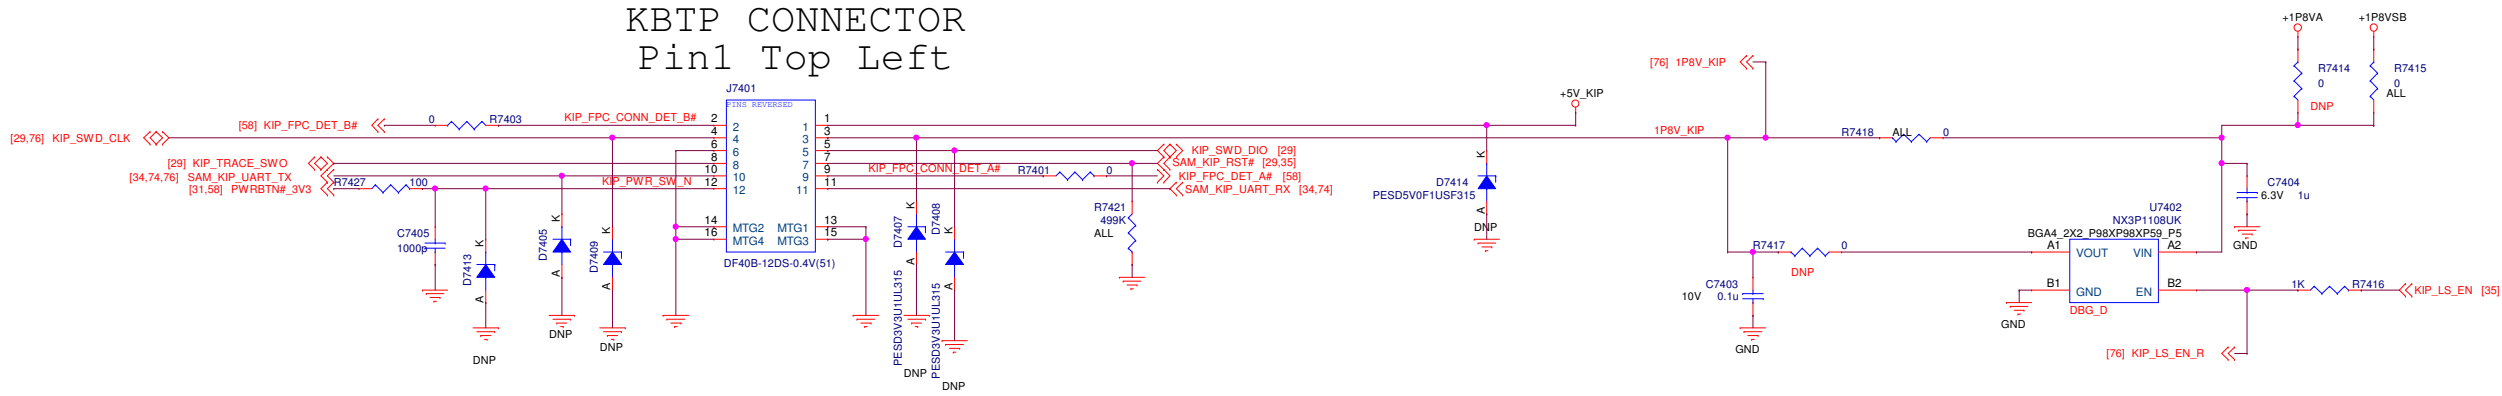 KBTP CONNECTOR
Pin1 Top Left
+1P8VA
+1P8VSB
[76] 1P8V_KIP
R7414
0
DNP
R7415
0
ALL
J7401
PINS REVERSED
+5V_KIP
[58] KIP_FPC_DET_B#
0
R7403
KIP_FPC_CONN_DET_B#
2
2
1
1
[29,76] KIP_SWD_CLK
4
4
3
3
1P8V_KIP
R7418
ALL
0
6
6
5
5
KIP_SWD_DIO [29]
[29] KIP_TRACE_SWO
8
8
7
7
SAM_KIP_RST# [29,35]
[34,74,76] SAM_KIP_UART_TX
10
10
9
9
KIP_FPC_CONN_DET_A#
R7401
0
KIP_FPC_DET_A# [58]
[31,58] PWRBTN#_3V3
R7427
100
KIP_PWR_SW_N
12
12
11
11
SAM_KIP_UART_RX [34,74]
14
MTG2
MTG1
13
16
MTG4
MTG3
15
DF40B-12DS-0.4V(51)
C7405
1000p
K
D7413
A
DNP
K
D7405
A
DNP
K
D7409
A
DNP
K
D7407
A
PESD3V3U1UL315
DNP
D7408
K
A
PESD3V3U1UL315
DNP
R7421
499K
ALL
K
D7414
PESD5V0F1USF315
A
DNP
R7417
0
DNP
C7403
10V
0.1u
GND
C7404
6.3V
1u
GND
U7402
NX3P1108UK
BGA4_2X2_P98XP98XP59_P5
A1
VOUT
VIN
A2
B1
GND
EN
B2
DBG_D
GND
1K
R7416
KIP_LS_EN [35]
[76] KIP_LS_EN_R